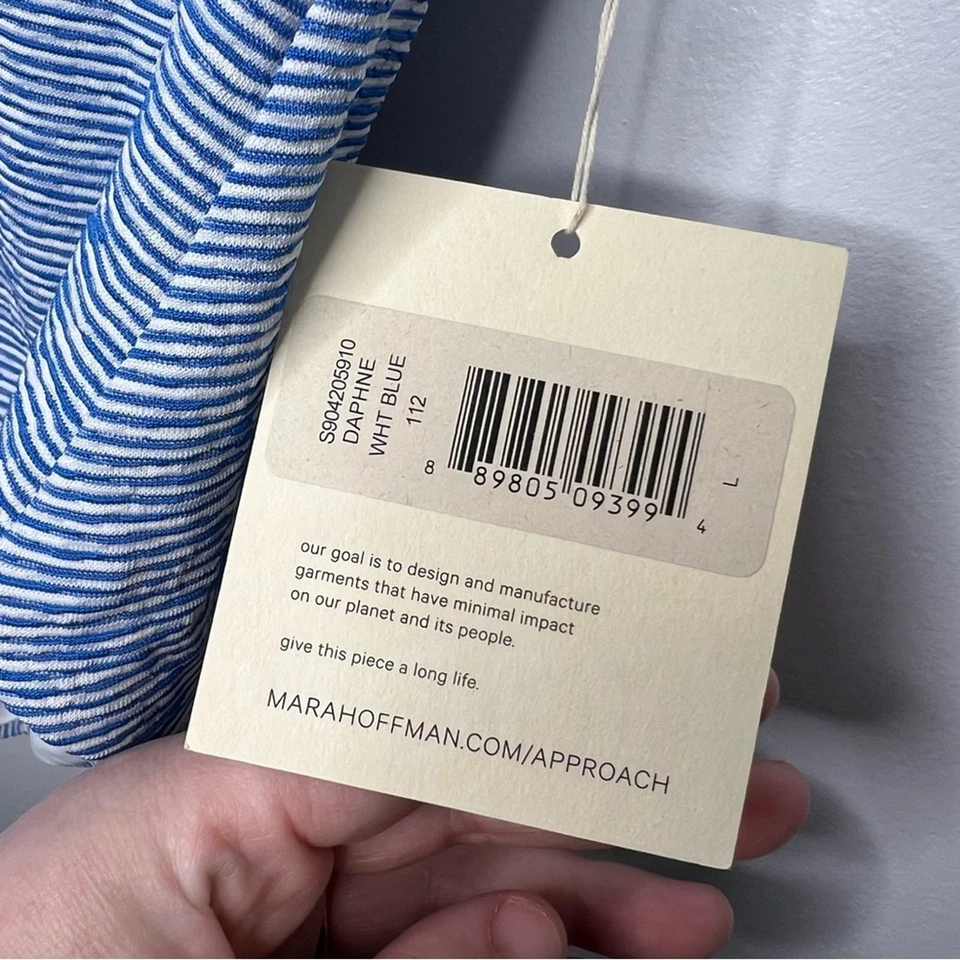 S904205910
DAPHNE
WHT BLUE
112
8 89805 09399 4
L
our goal is to design and manufacture
garments that have minimal impact
on our planet and its people.
give this piece a long life.
MARAHOFFMAN.COM/APPROACH